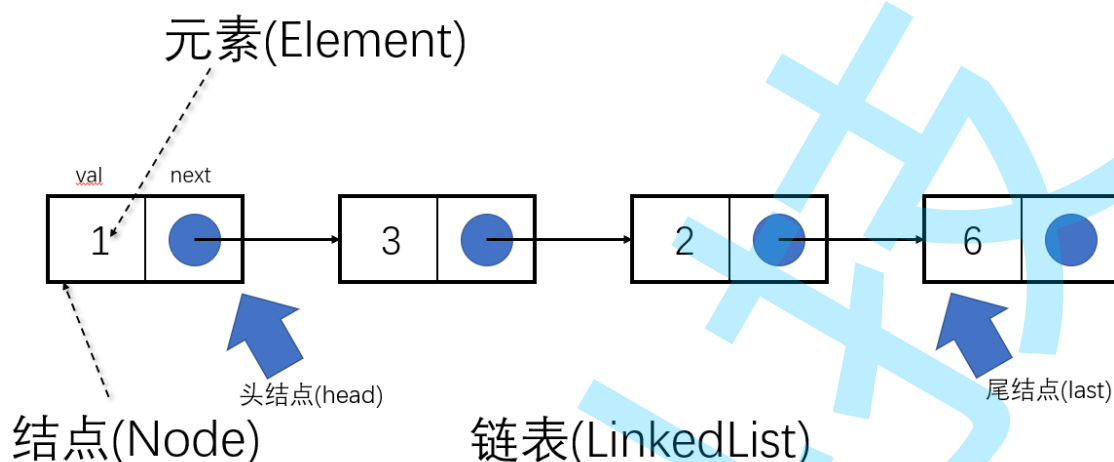 元素(Element)
val
next
1
3
2
6
头结点(head)
尾结点(last)
结点(Node)
链表(LinkedList)